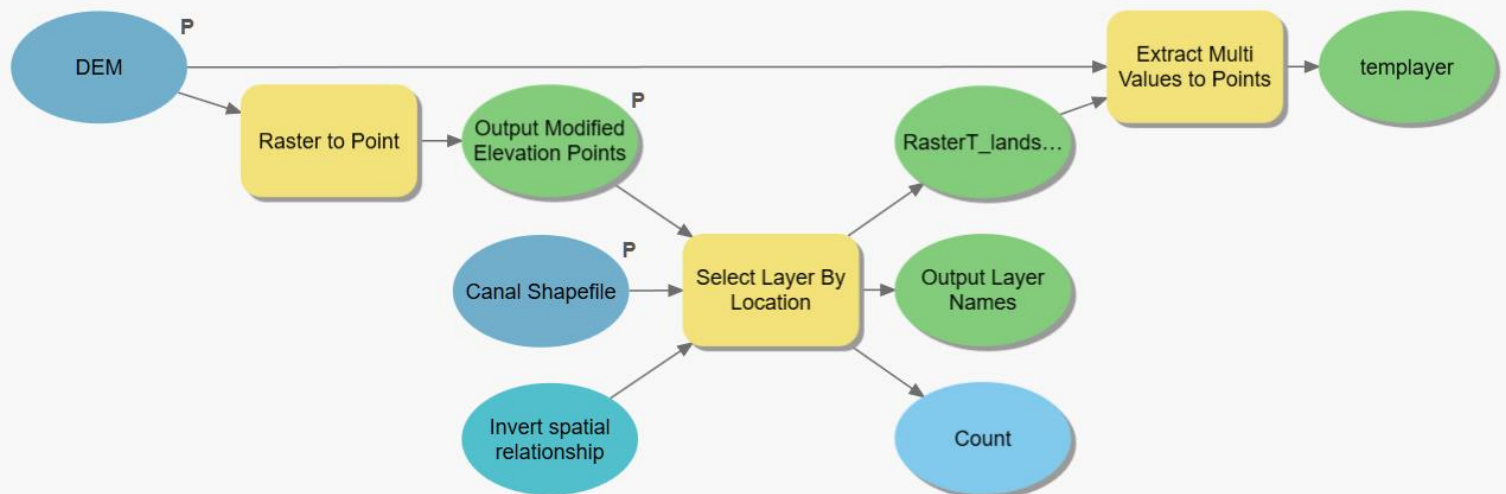 P
DEM
Extract Multi
Values to Points
templayer
Raster to Point
P
Output Modified
Elevation Points
RasterT_lands...
P
Canal Shapefile
Select Layer By
Location
Output Layer
Names
Invert spatial
relationship
Count